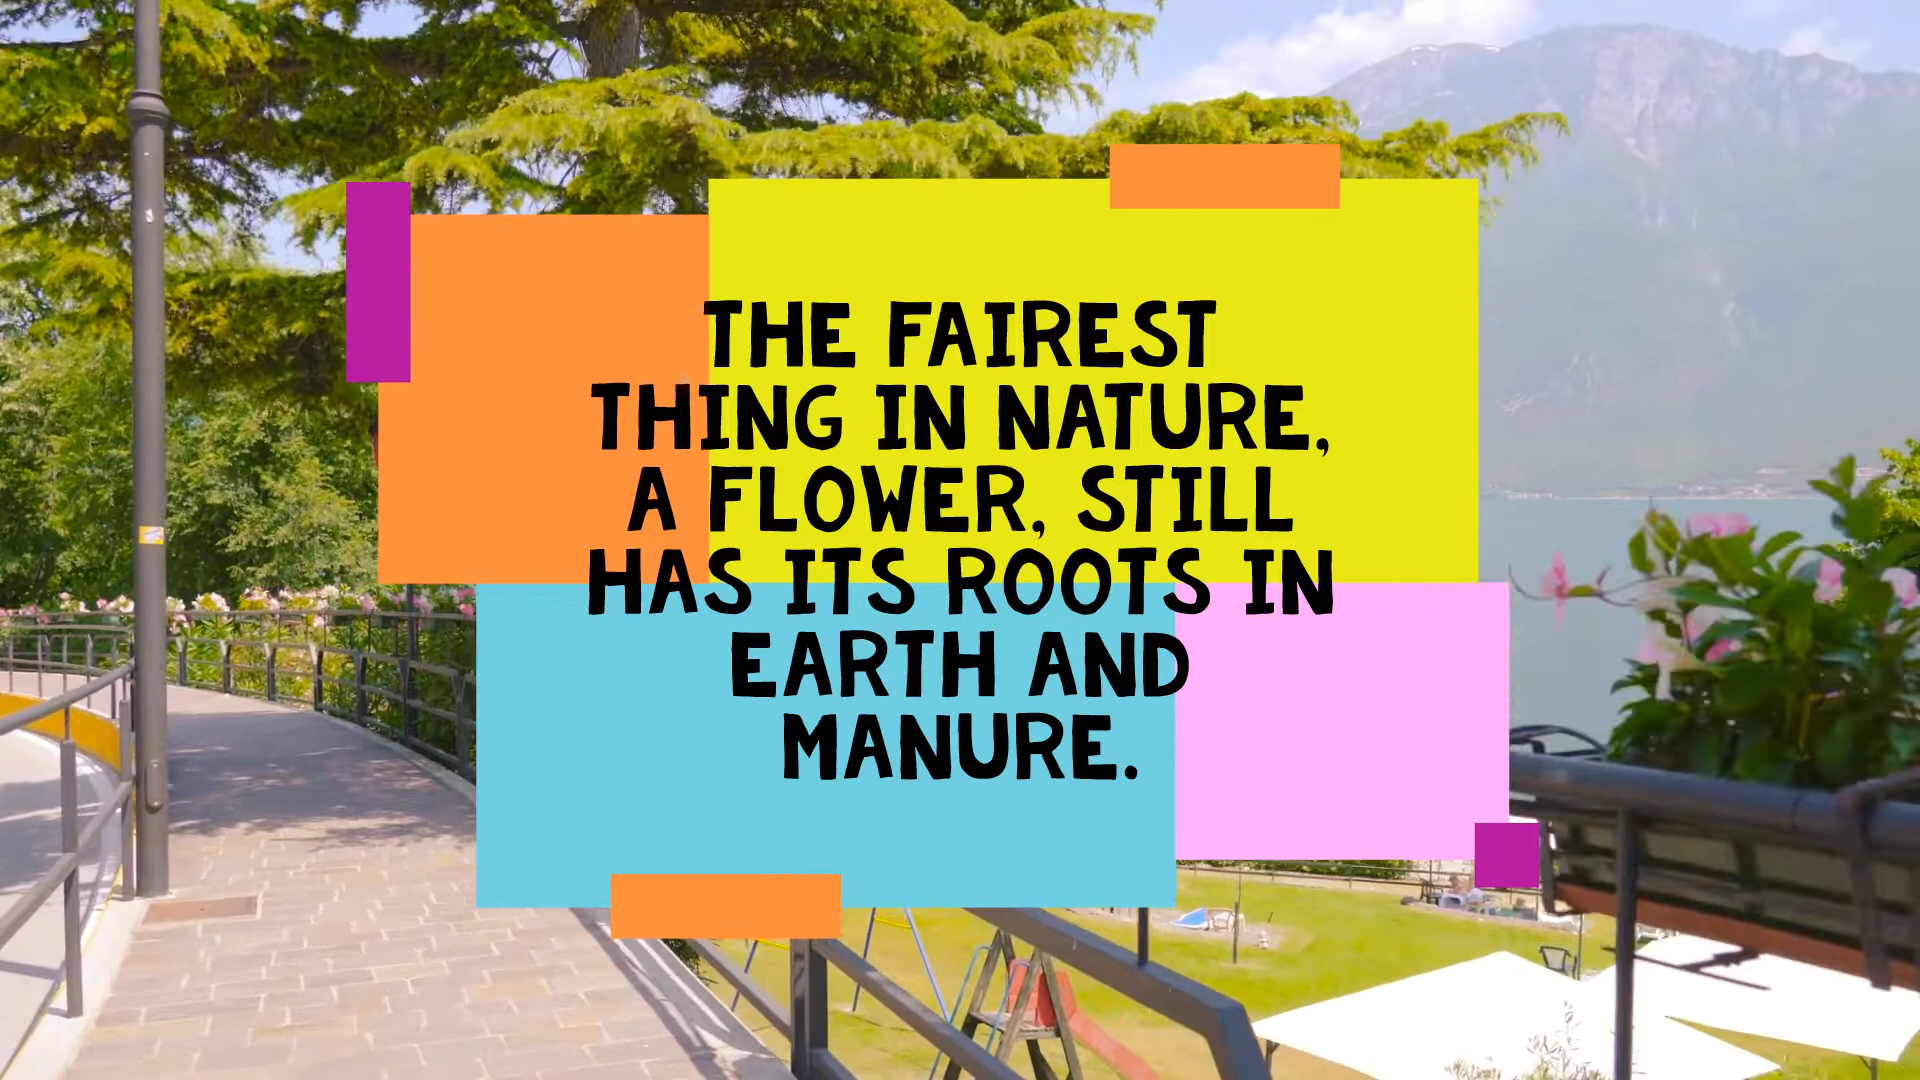 THE FAIREST
THING IN NATURE,
A FLOWER, STILL
HAS ITS ROOTS IN
EARTH AND
MANURE.